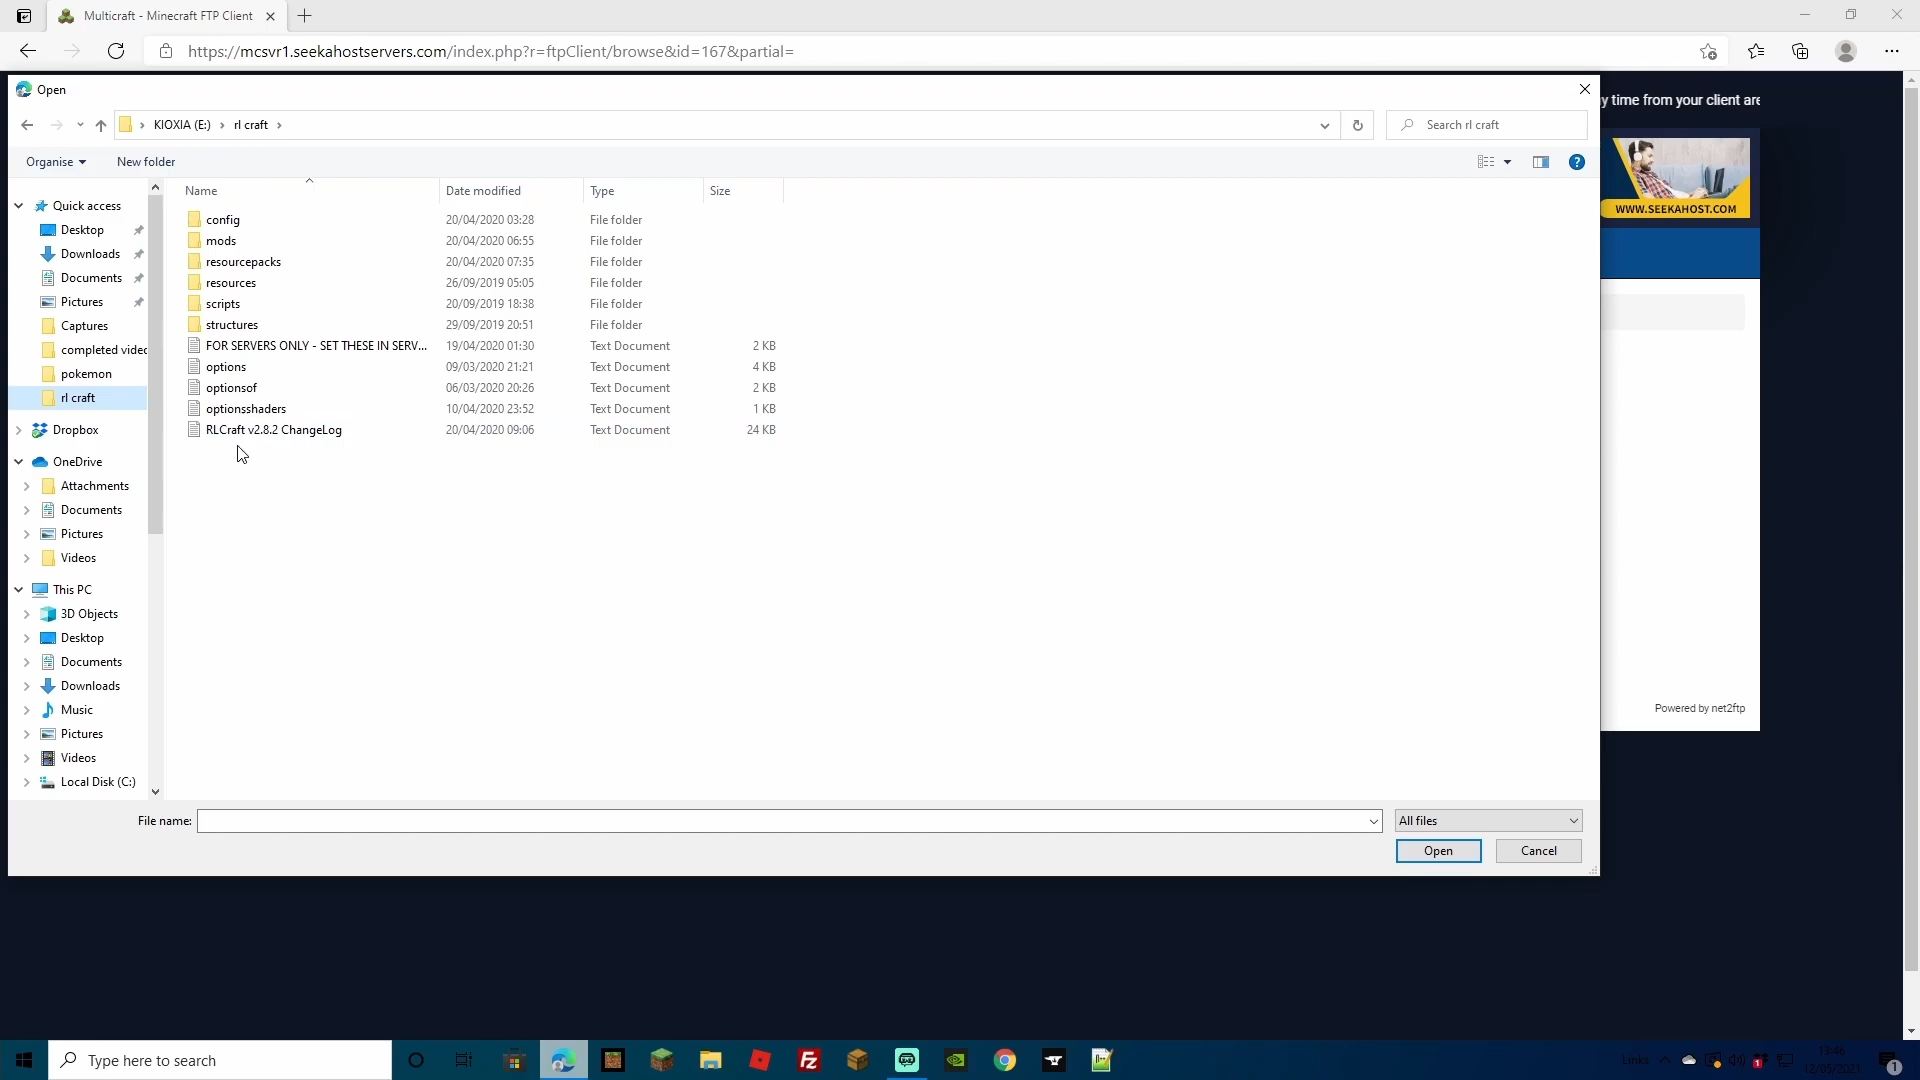 Multicraft - Minecraft FTP Client
https://mcsvr1.seekahostservers.com/index.php?r=ftpClient/browse&id=167&partial=
Open
y time from your client are
KIOXIA (E:) rl craft
Search rl craft
Organise New folder
WWW.SEEKAHOST.COM
Name Date modified Type Size
Quick access
Desktop
Downloads
Documents
Pictures
Captures
completed videc
pokemon
rl craft
Dropbox
OneDrive
Attachments
Documents
Pictures
Videos
This PC
3D Objects
Desktop
Documents
Downloads
Music
Pictures
Videos
Local Disk (C:)
config 20/04/2020 03:28 File folder
mods 20/04/2020 06:55 File folder
resourcepacks 20/04/2020 07:35 File folder
resources 26/09/2019 05:05 File folder
scripts 20/09/2019 18:38 File folder
structures 29/09/2019 20:51 File folder
FOR SERVERS ONLY - SET THESE IN SERV... 19/04/2020 01:30 Text Document 2 KB
options 09/03/2020 21:21 Text Document 4 KB
optionsof 06/03/2020 20:26 Text Document 2 KB
optionsshaders 10/04/2020 23:52 Text Document 1 KB
RLCraft v2.8.2 ChangeLog 20/04/2020 09:06 Text Document 24 KB
Powered by net2ftp
File name:
All files
Open Cancel
Type here to search
Links
13:46
12/05/2021
1
1